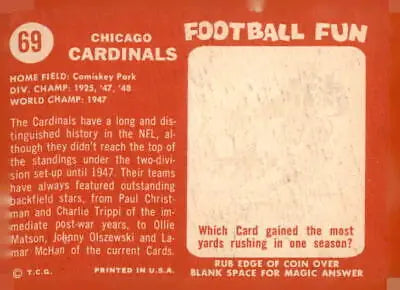 69
CHICAGO
CARDINALS
HOME FIELD: Comiskey Park
DIV. CHAMP: 1925, '47, '48
WORLD CHAMP: 1947
The Cardinals have a long and dis-
tinguished history in the NFL, al-
though they didn't reach the top of
the standings under the two-divi-
sion set-up until 1947. Their teams
have always featured outstanding
backfield stars, from Paul Christ-
man and Charlie Trippi of the
immediate post-war years, to Ollie
Matson, Johnny Olszewski and La-
mar McHan of the current Cards.
© T.C.G. PRINTED IN U.S.A.
FOOTBALL FUN
Which Card gained the most
yards rushing in one season?
RUB EDGE OF COIN OVER
BLANK SPACE FOR MAGIC ANSWER